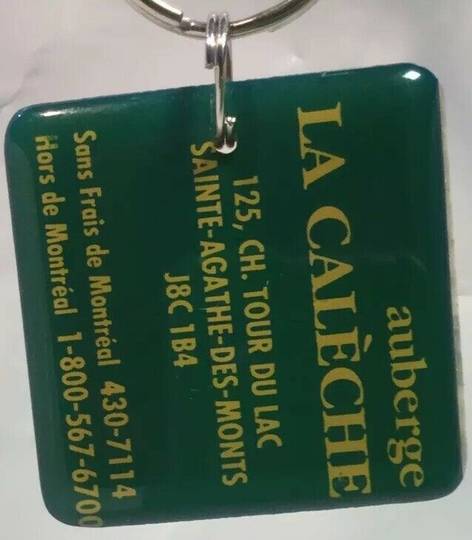 auberge
LA CALÈCHE
125, CH. TOUR DU LAC
SAINTE-AGATHE-DES-MONTS
J8C 1B4
Sans Frais de Montréal 430-7114
Hors de Montréal 1-800-567-6700